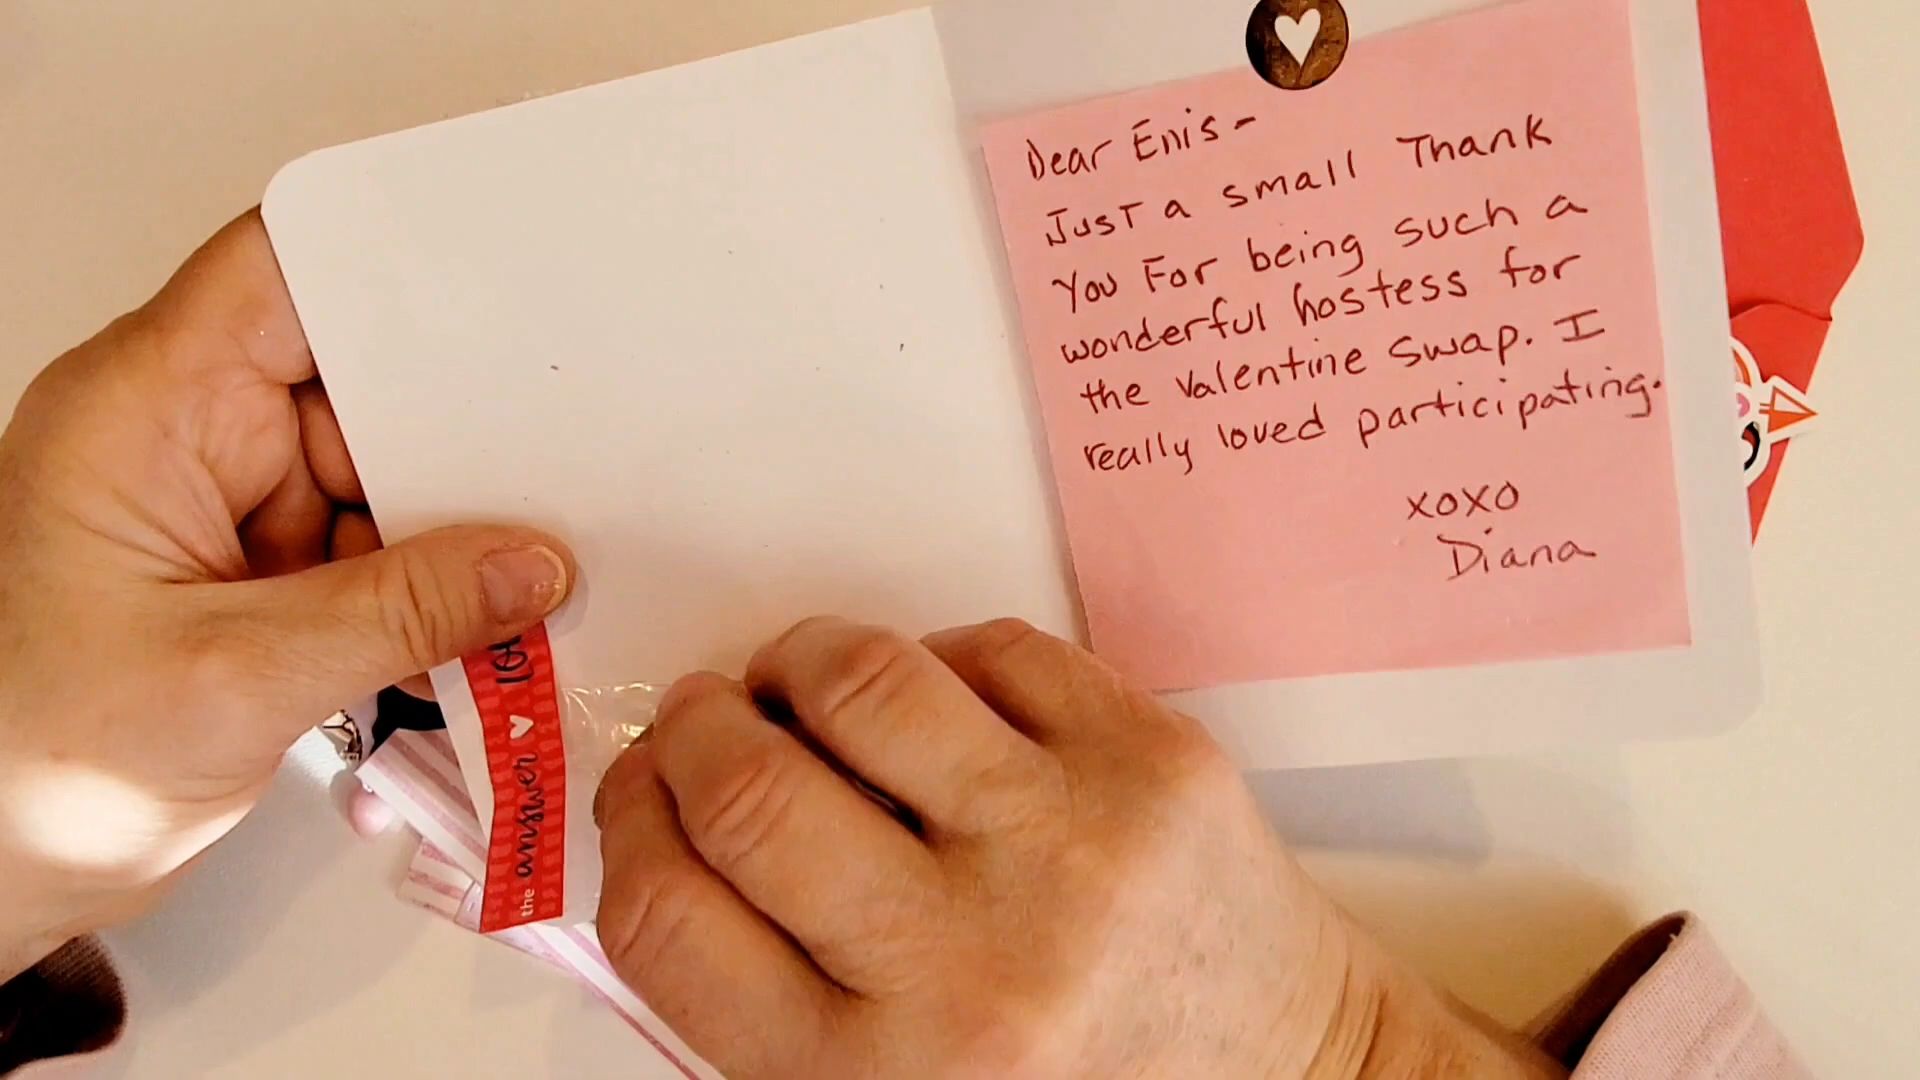 Dear Enis-
Just a small Thank
You For being such a
wonderful hostess for
the Valentine Swap. I
really loved participating.
xoxo
Diana
the answer